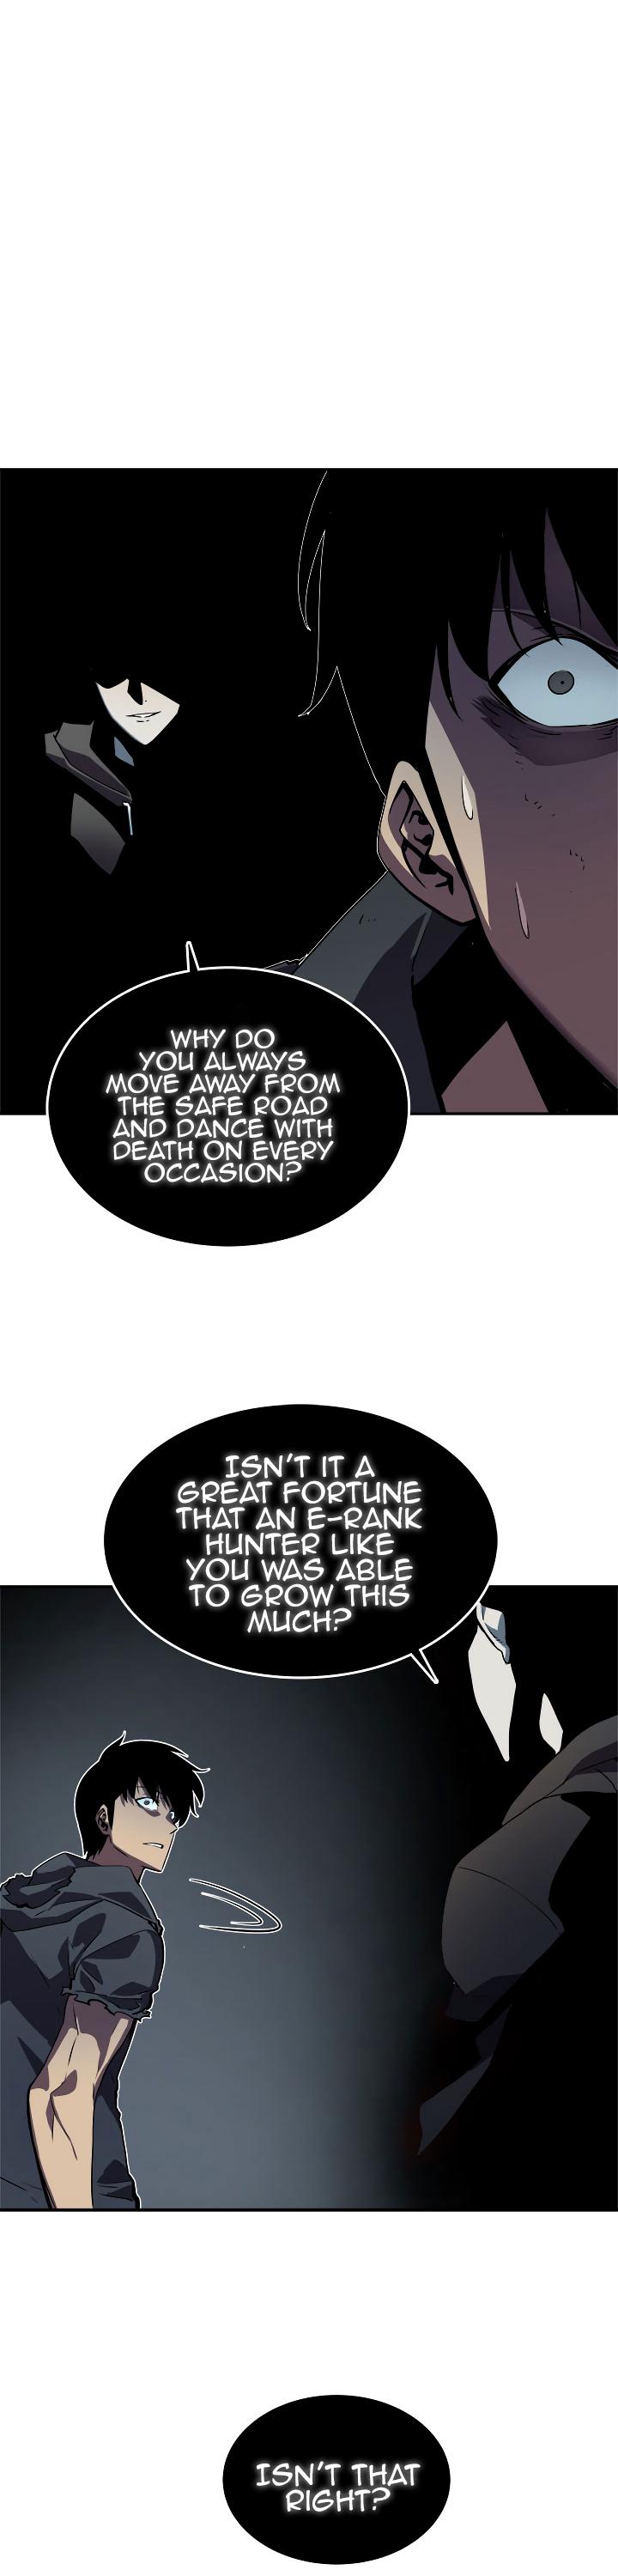 WHY DO
YOU ALWAYS
MOVE AWAY FROM
THE SAFE ROAD
AND DANCE WITH
DEATH ON EVERY
OCCASION?
ISN'T IT A
GREAT FORTUNE
THAT AN E-RANK
HUNTER LIKE
YOU WAS ABLE
TO GROW THIS
MUCH?
ISN'T THAT
RIGHT?